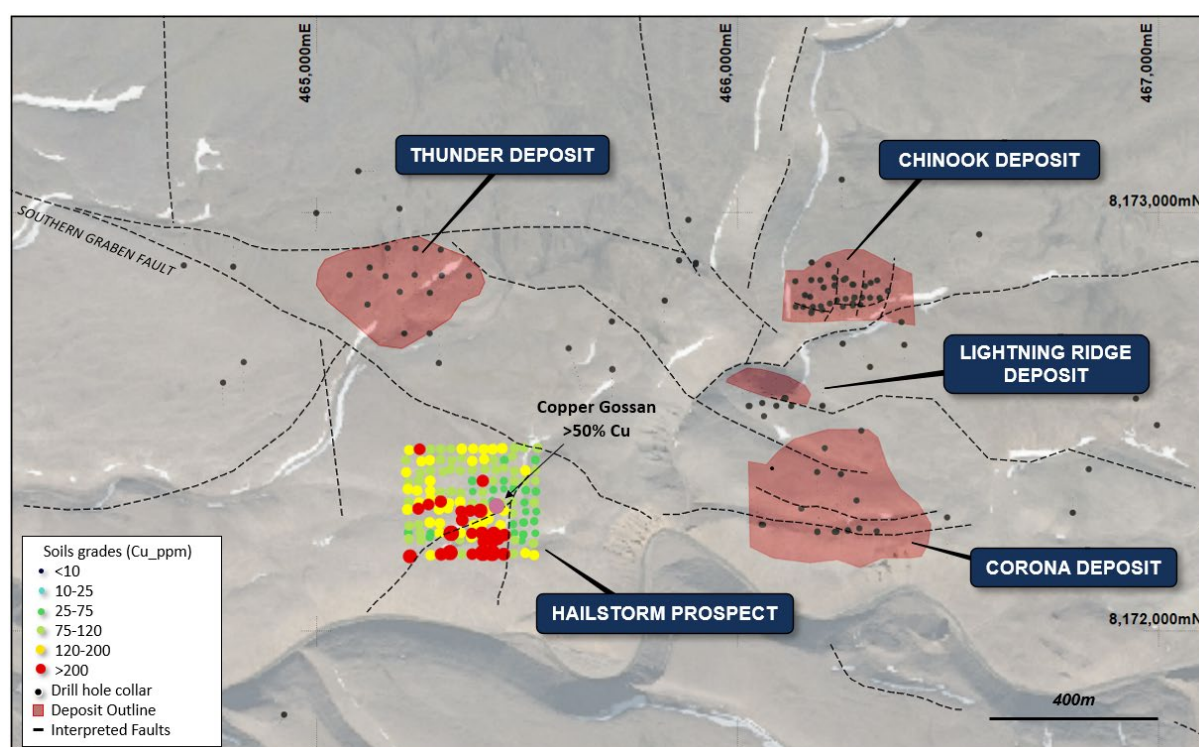 465,000mE
466,000mE
467,000mE
THUNDER DEPOSIT
CHINOOK DEPOSIT
8,173,000mN
SOUTHERN GRABEN FAULT
LIGHTNING RIDGE
DEPOSIT
Copper Gossan
>50% Cu
CORONA DEPOSIT
HAILSTORM PROSPECT
8,172,000mN
Soils grades (Cu_ppm)
<10
10-25
25-75
75-120
120-200
>200
Drill hole collar
Deposit Outline
Interpreted Faults
400m